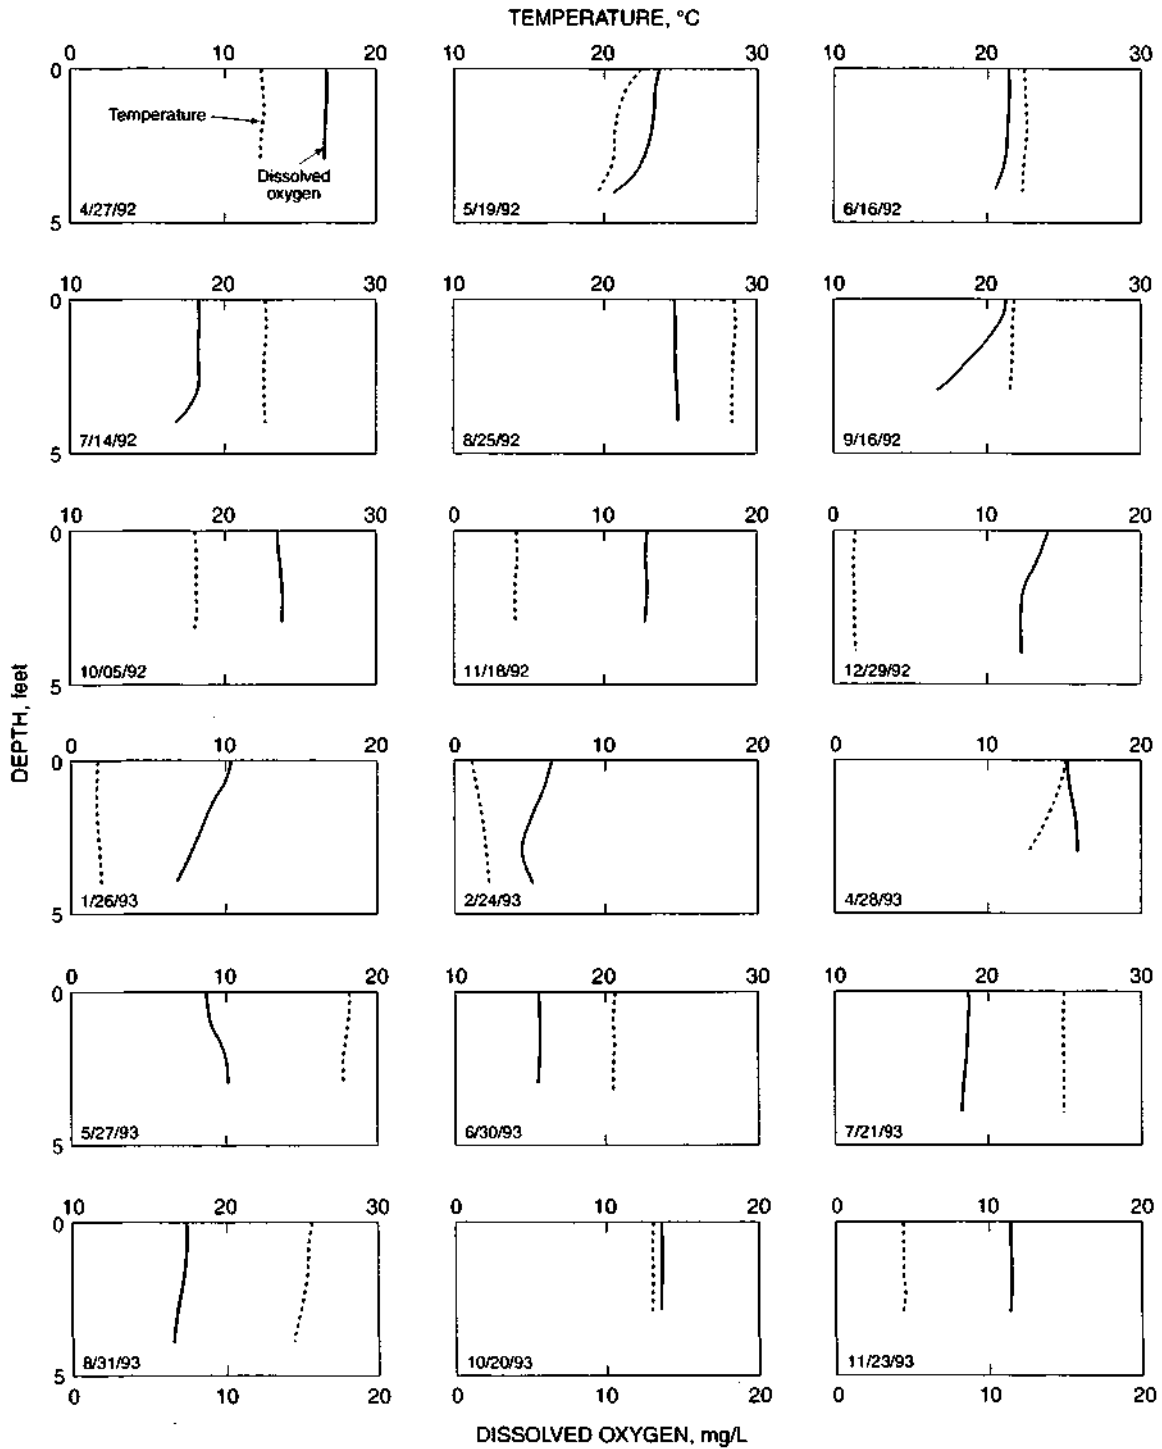 TEMPERATURE, °C
0 10 20 10 20 30 10 20 30
0
Temperature
Dissolved
oxygen
4/27/92 5/19/92 6/16/92
5
10 20 30 10 20 30 10 20 30
0
7/14/92 8/25/92 9/16/92
5
10 20 30 0 10 20 0 10 20
0
10/05/92 11/18/92 12/29/92
5
DEPTH, feet
0 10 20 0 10 20 0 10 20
0
1/26/93 2/24/93 4/28/93
5
0 10 20 10 20 30 10 20 30
0
5/27/93 6/30/93 7/21/93
5
10 20 30 0 10 20 0 10 20
0
8/31/93 10/20/93 11/23/93
5
0 10 20 0 10 20 0 10 20
DISSOLVED OXYGEN, mg/L